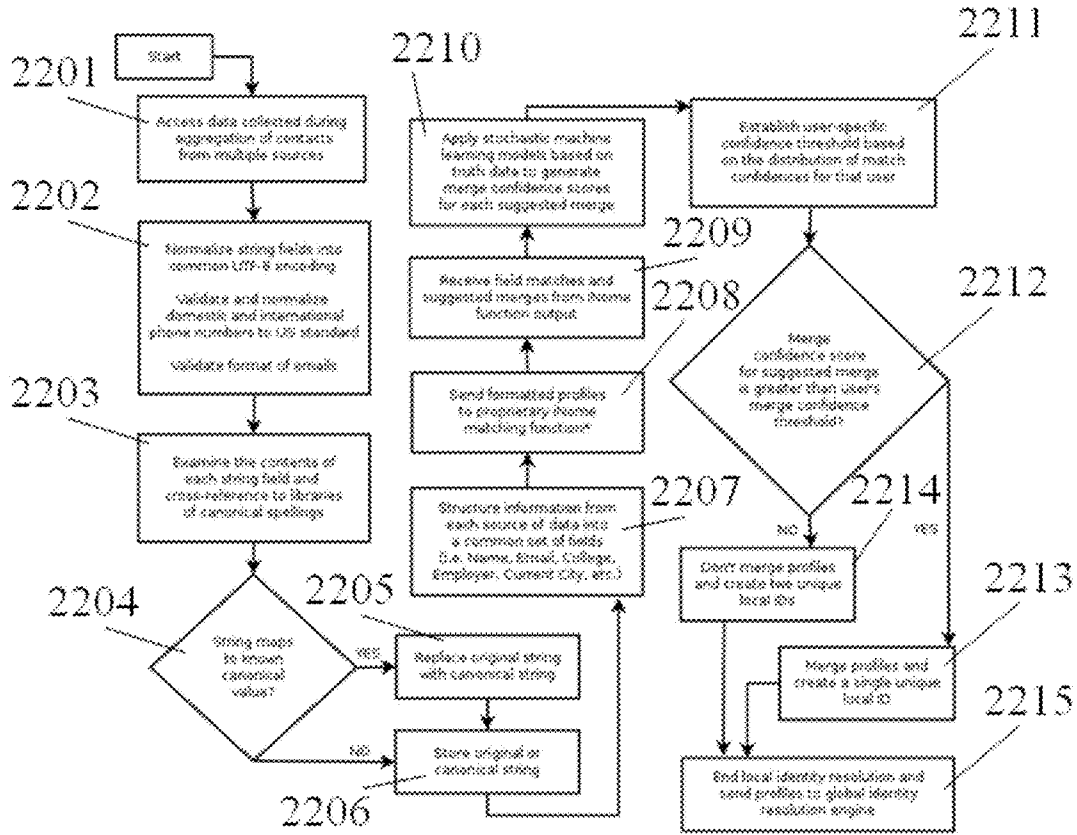 Start
2201
Access data collected during
aggregation of contacts
from multiple sources
2202
Normalize string fields into
common UTF-8 encoding
Validate and normalize
domestic and international
phone numbers to US standard
Validate format of emails
2203
Examine the contents of
each string field and
cross-reference to libraries
of canonical spellings
2204
String maps
to known
canonical
value?
YES
NO
2205
Replace original string
with canonical string
2206
Store original or
canonical string
2207
Structure information from
each source of data into
a common set of fields
(i.e. Name, Email, College,
Employer, Current City, etc.)
2208
Send formatted profiles
to proprietary
matching function*
2209
Receive field matches and
suggested merges from
function output
2210
Apply stochastic machine
learning models based on
truth data to generate
merge confidence scores
for each suggested merge
2211
Establish user-specific
confidence threshold based
on the distribution of match
confidences for that user
2212
Merge
confidence store
for suggested merge
is greater than user's
merge confidence
threshold?
NO
YES
2214
Don't merge profiles
and create unique
local IDs
2213
Merge profiles and
create a single unique
local ID
2215
End local identity resolution and
send profiles to global identity
resolution engine